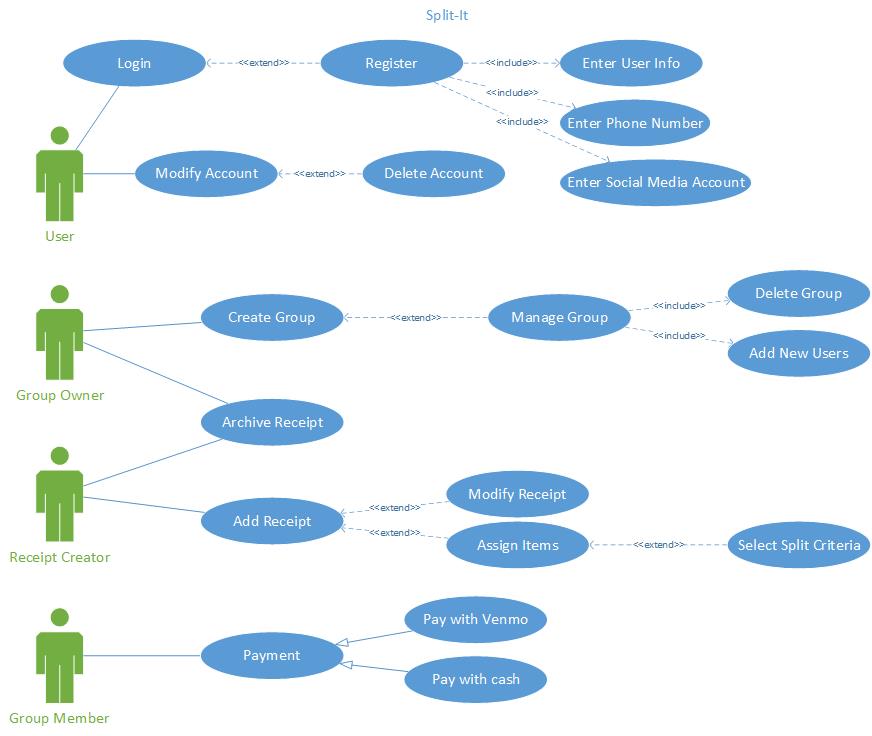 Split-It
Login
<<extend>>
Register
<<include>>
Enter User Info
<<include>>
Enter Phone Number
<<include>>
Enter Social Media Account
Modify Account
<<extend>>
Delete Account
User
Create Group
<<extend>>
Manage Group
<<include>>
Delete Group
<<include>>
Add New Users
Group Owner
Archive Receipt
Add Receipt
<<extend>>
Modify Receipt
<<extend>>
Assign Items
<<extend>>
Select Split Criteria
Receipt Creator
Payment
Pay with Venmo
Pay with cash
Group Member